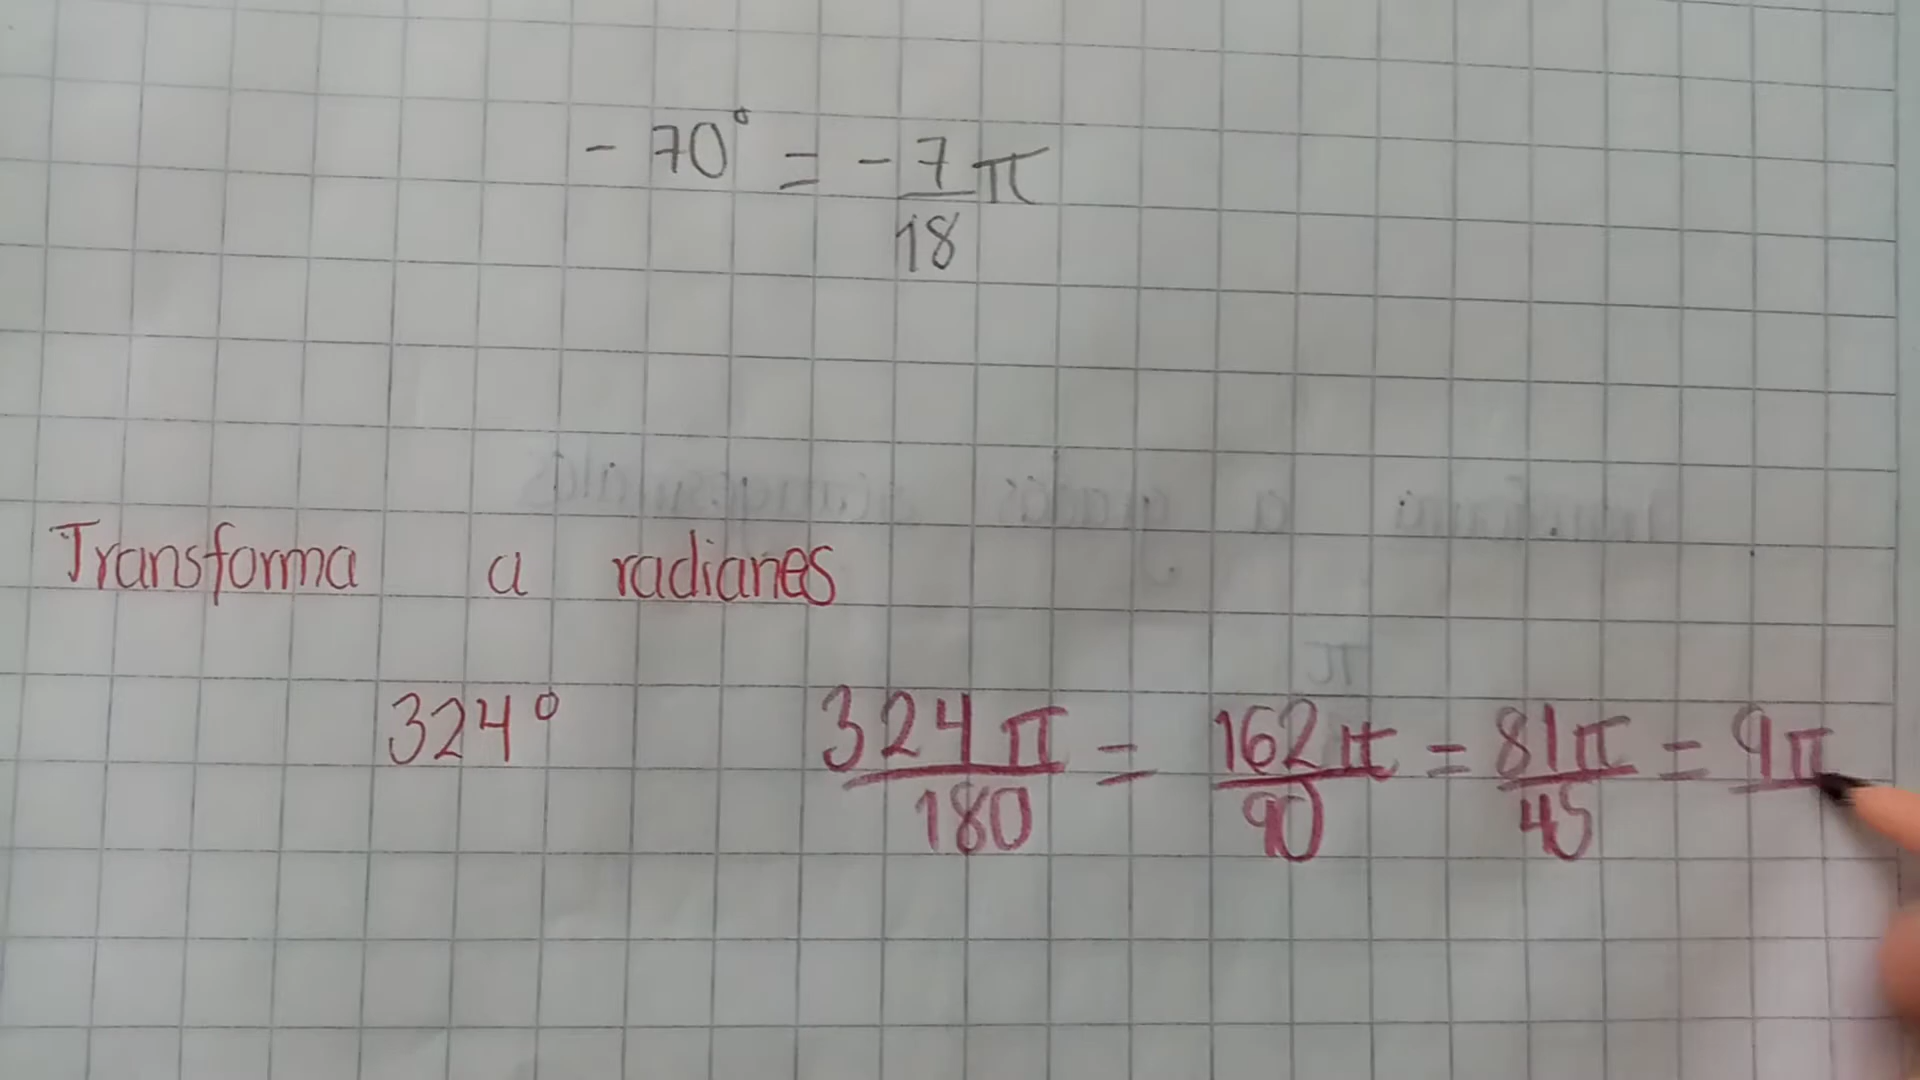 - 70° = - 7/18 π
Transforma a radianes
324° 324π/180 = 162π/90 = 81π/45 = 9π